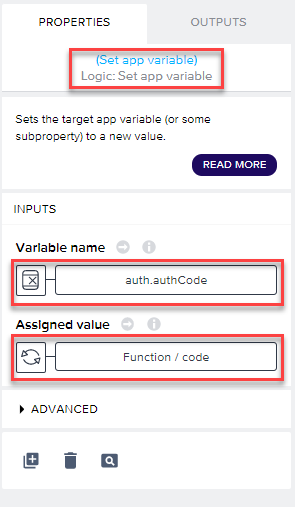 PROPERTIES
OUTPUTS
(Set app variable)
Logic: Set app variable
Sets the target app variable (or some
subproperty) to a new value.
READ MORE
INPUTS
Variable name
auth.authCode
Assigned value
Function / code
ADVANCED